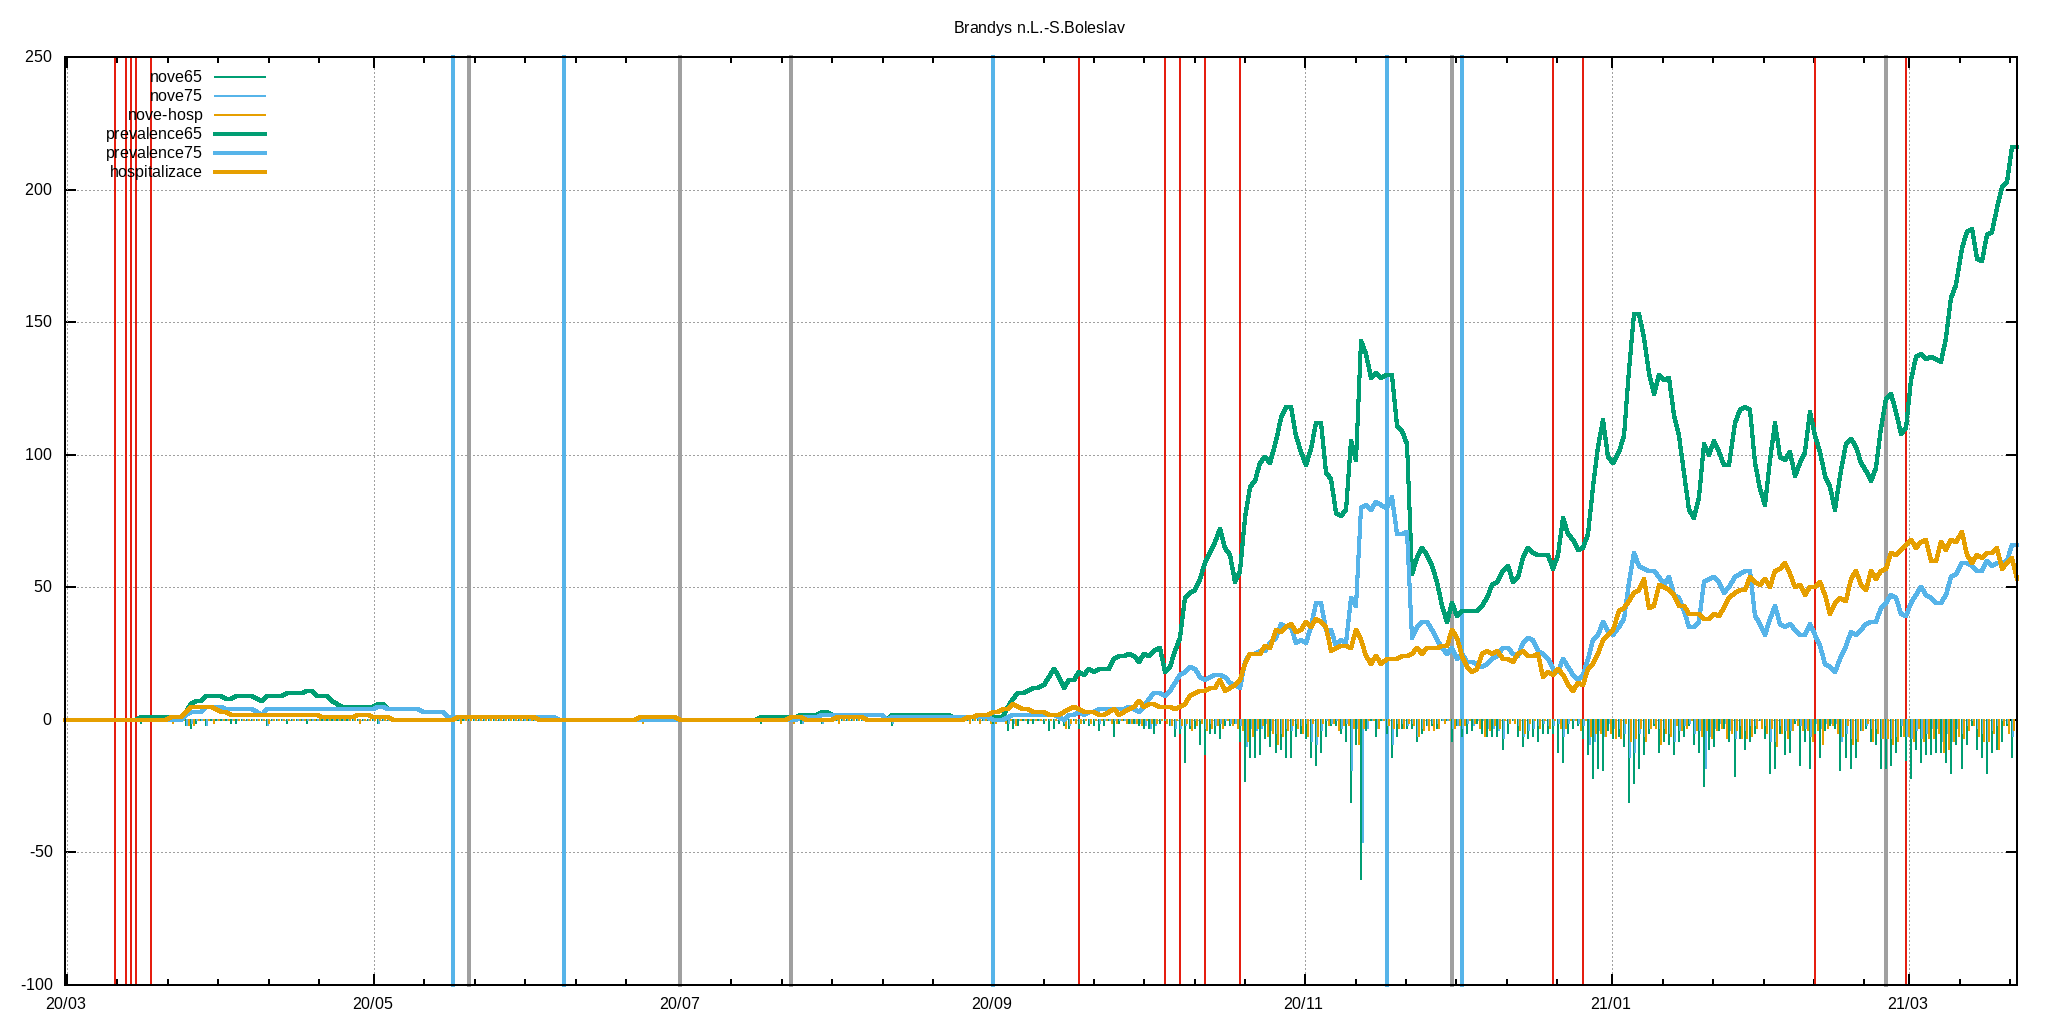 Brandys n.L.-S.Boleslav
250
200
150
100
50
0
-50
-100
nove65
nove75
nove-hosp
prevalence65
prevalence75
hospitalizace
20/03 20/05 20/07 20/09 20/11 21/01 21/03